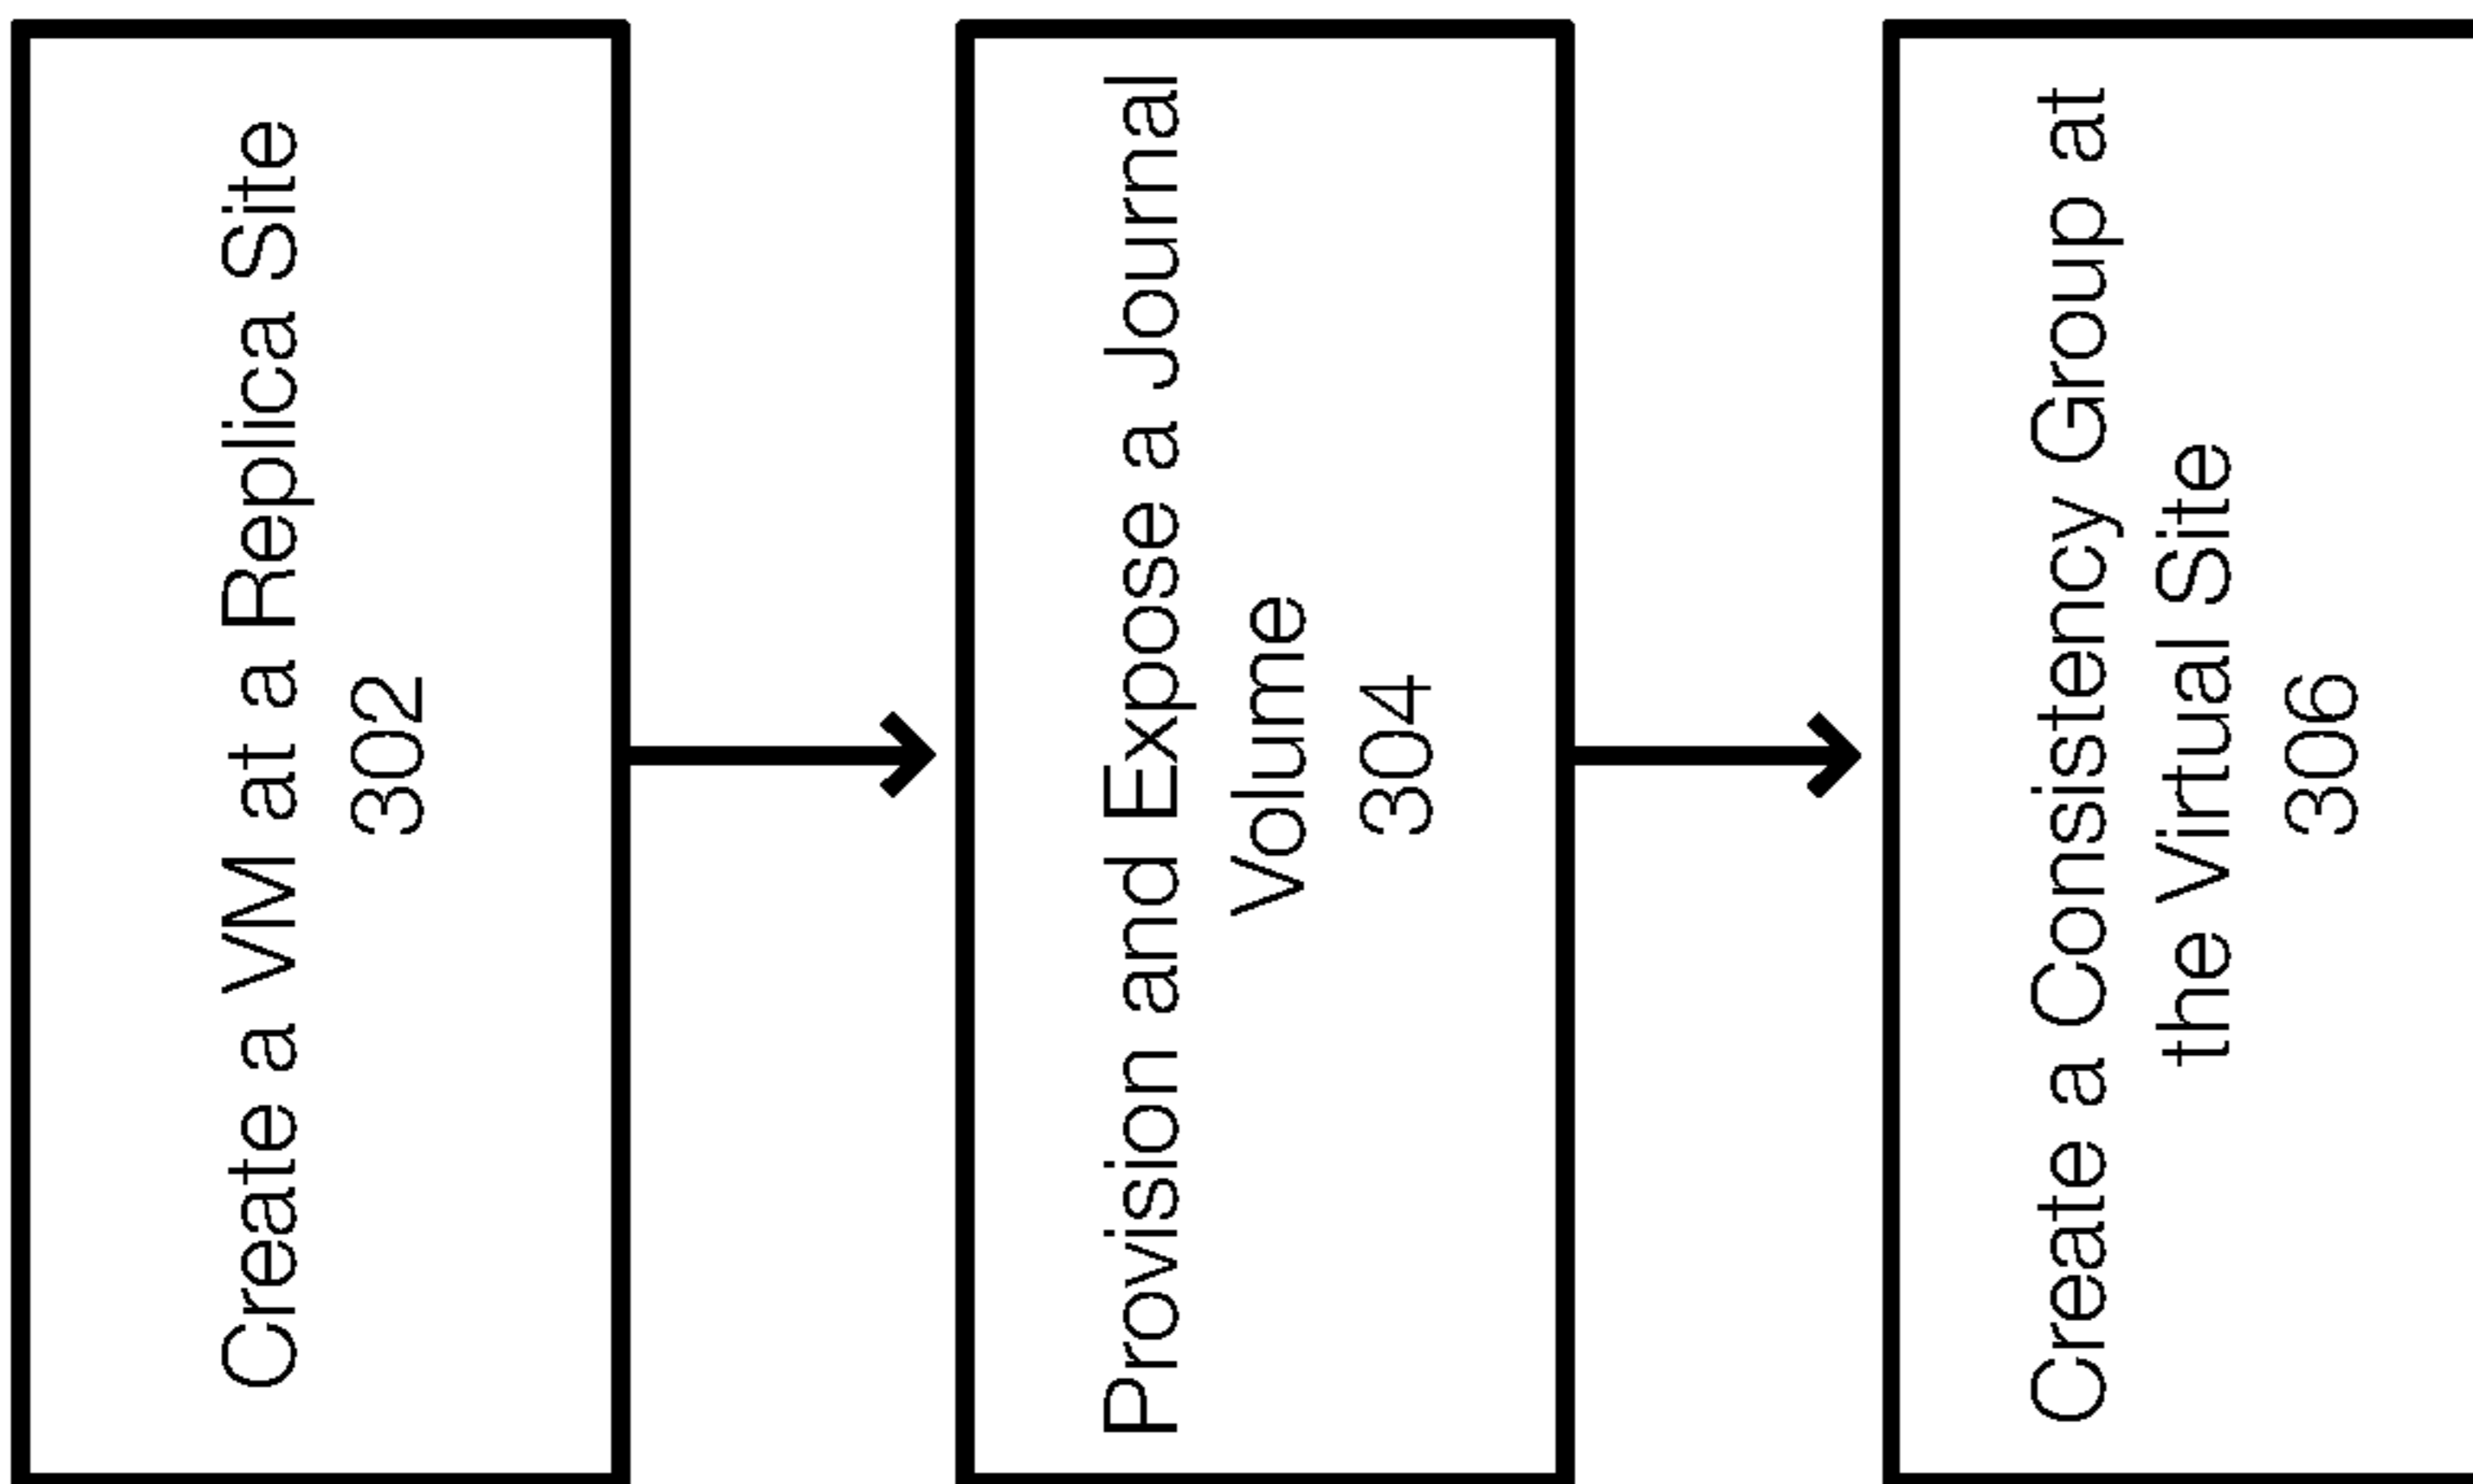 Create a VM at a Replica Site
302
Provision and Expose a Journal
Volume
304
Create a Consistency Group at
the Virtual Site
306